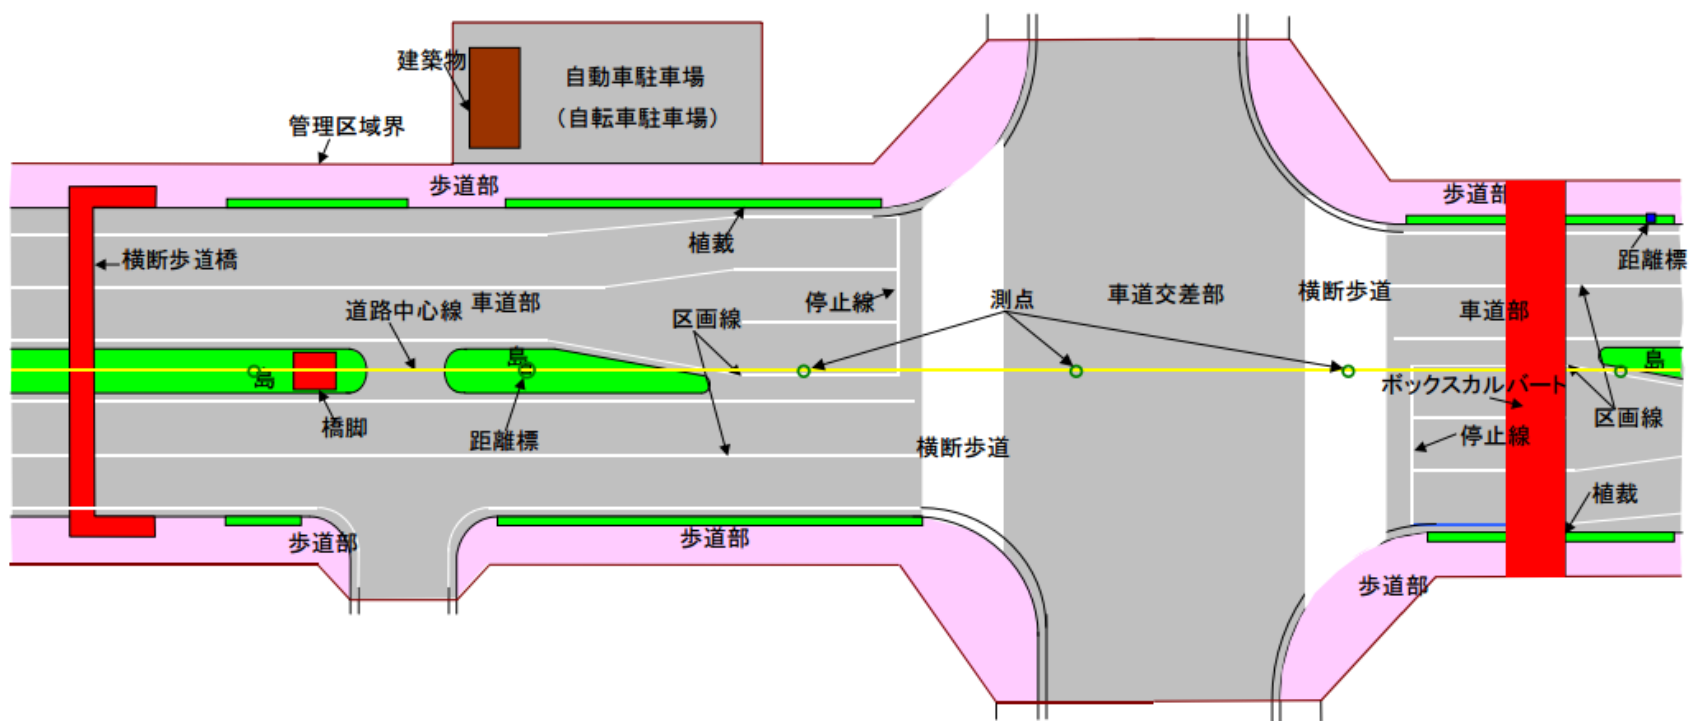 建築物
自動車駐車場
（自転車駐車場）
管理区域界
歩道部
歩道部
植裁
距離標
横断歩道橋
車道部
道路中心線
区画線
停止線
測点
車道交差部
横断歩道
車道部
島
島
島
ボックスカルバート
橋脚
距離標
横断歩道
停止線
区画線
植裁
歩道部
歩道部
歩道部